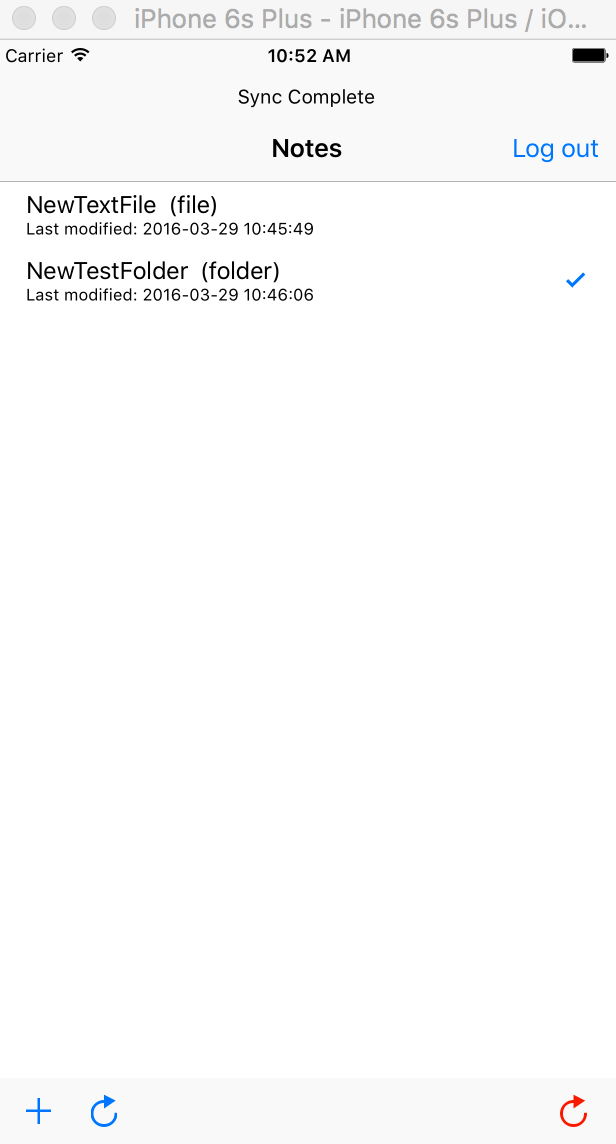 iPhone 6s Plus - iPhone 6s Plus / iO...
Carrier 10:52 AM
Sync Complete
Notes Log out
NewTextFile (file)
Last modified: 2016-03-29 10:45:49
NewTestFolder (folder)
Last modified: 2016-03-29 10:46:06